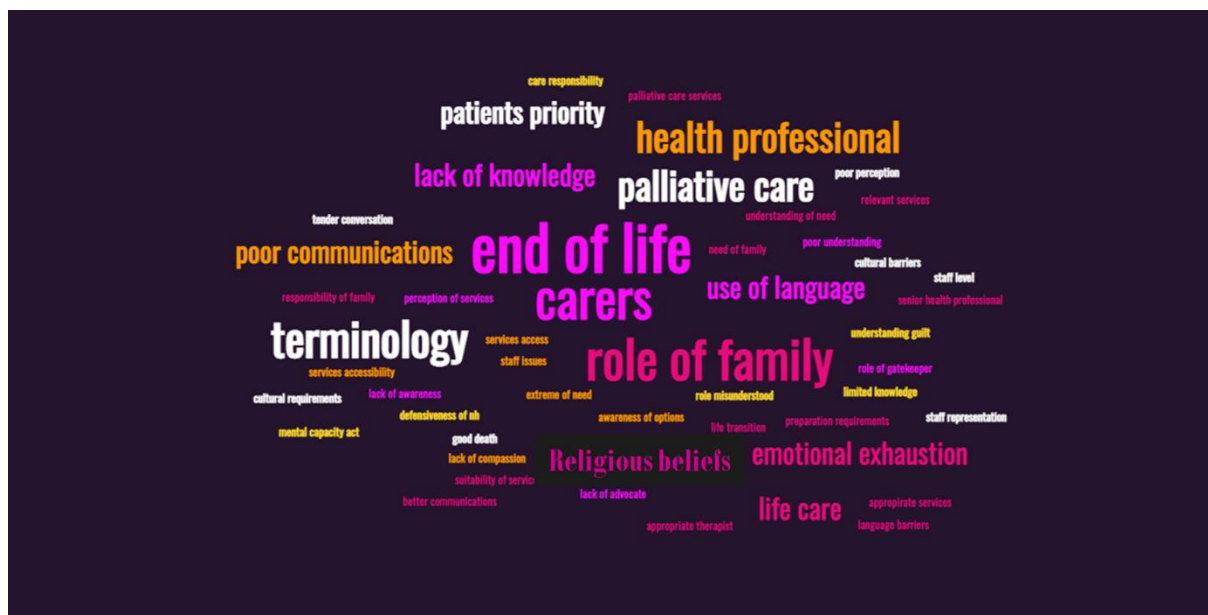 care responsibility
palliative care services
patients priority
health professional
lack of knowledge
palliative care
poor perception
relevant services
understanding of need
tender conversation
poor communications
end of life
need of family
poor understanding
cultural barriers
staff level
responsibility of family
perception of services
carers
use of language
senior health professional
terminology
services access
role of family
understanding guilt
staff issues
services accessibility
role of gatekeeper
cultural requirements
lack of awareness
extreme of need
role misunderstood
limited knowledge
defensiveness of nh
awareness of options
preparation requirements
staff representation
life transition
mental capacity act
good death
lack of compassion
Religious beliefs
emotional exhaustion
suitability of servic
lack of advocate
better communications
life care
appropirate services
appropriate therapist
language barriers